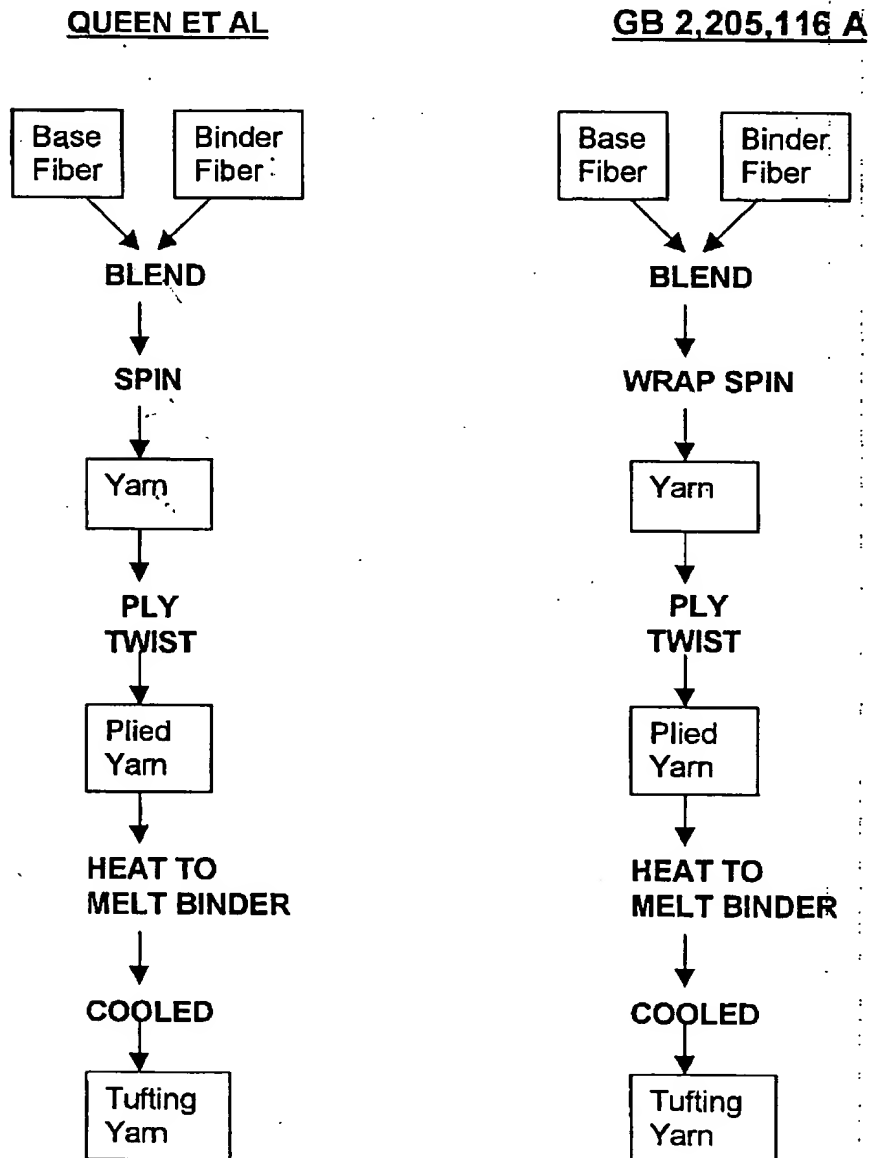 QUEEN ET AL
Base
Fiber
Binder
Fiber
BLEND
SPIN
Yarn
PLY
TWIST
Plied
Yarn
HEAT TO
MELT BINDER
COOLED
Tufting
Yarn
GB 2,205,116 A
Base
Fiber
Binder
Fiber
BLEND
WRAP SPIN
Yarn
PLY
TWIST
Plied
Yarn
HEAT TO
MELT BINDER
COOLED
Tufting
Yarn